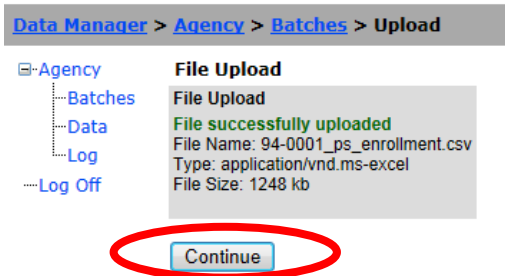 Data Manager > Agency > Batches > Upload
Agency
Batches
Data
Log
Log Off
File Upload
File Upload
File successfully uploaded
File Name: 94-0001_ps_enrollment.csv
Type: application/vnd.ms-excel
File Size: 1248 kb
Continue